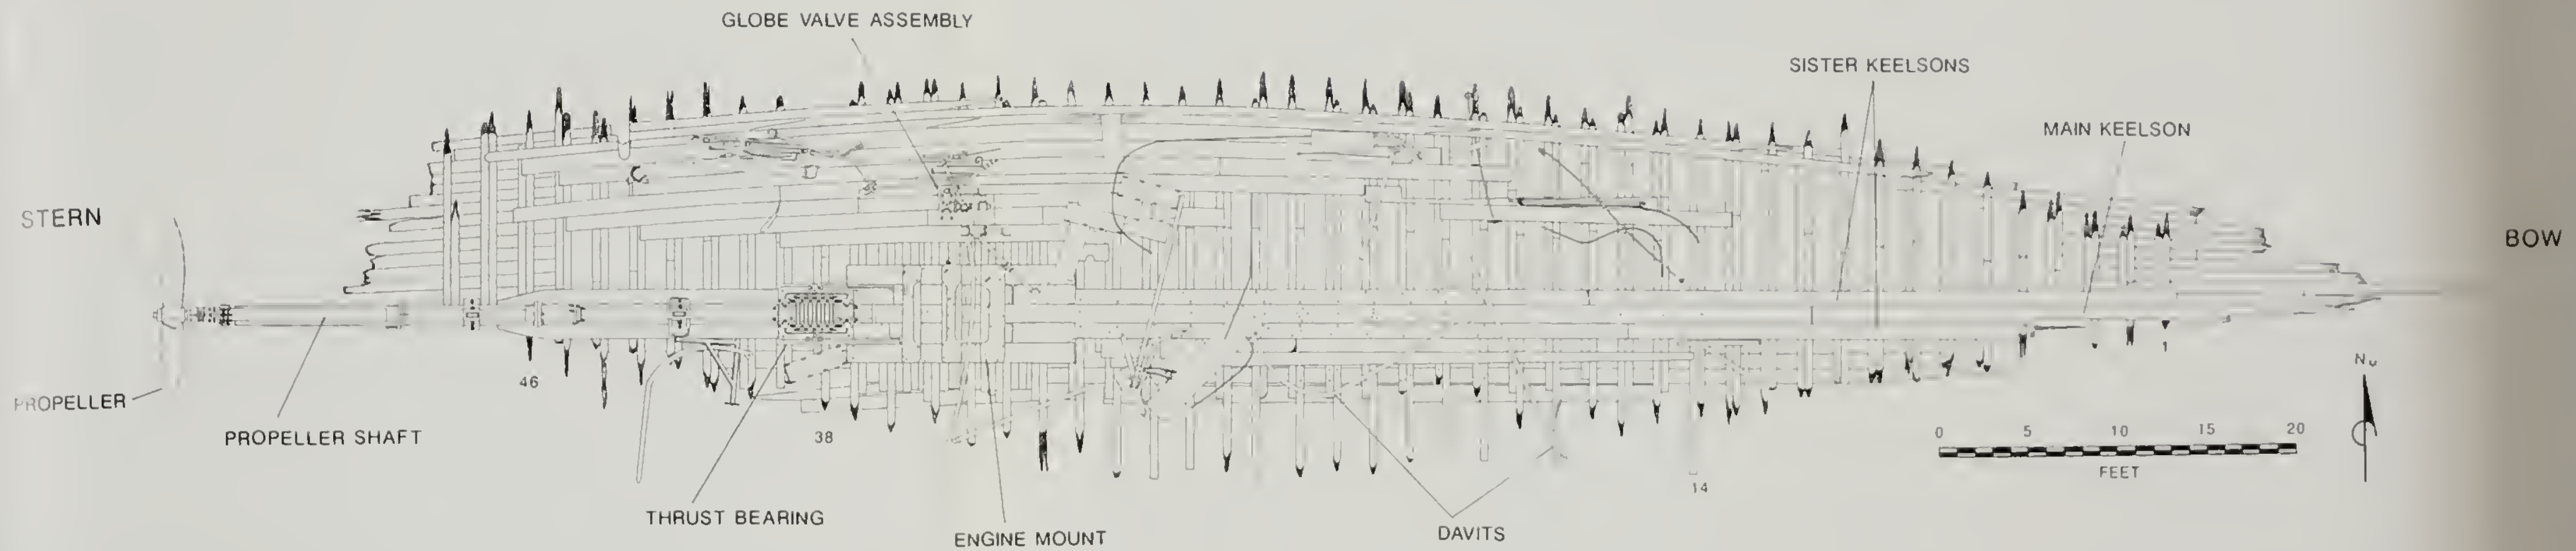 GLOBE VALVE ASSEMBLY
SISTER KEELSONS
MAIN KEELSON
STERN
BOW
PROPELLER
PROPELLER SHAFT
46
38
THRUST BEARING
ENGINE MOUNT
DAVITS
14
1
N
0 5 10 15 20
FEET